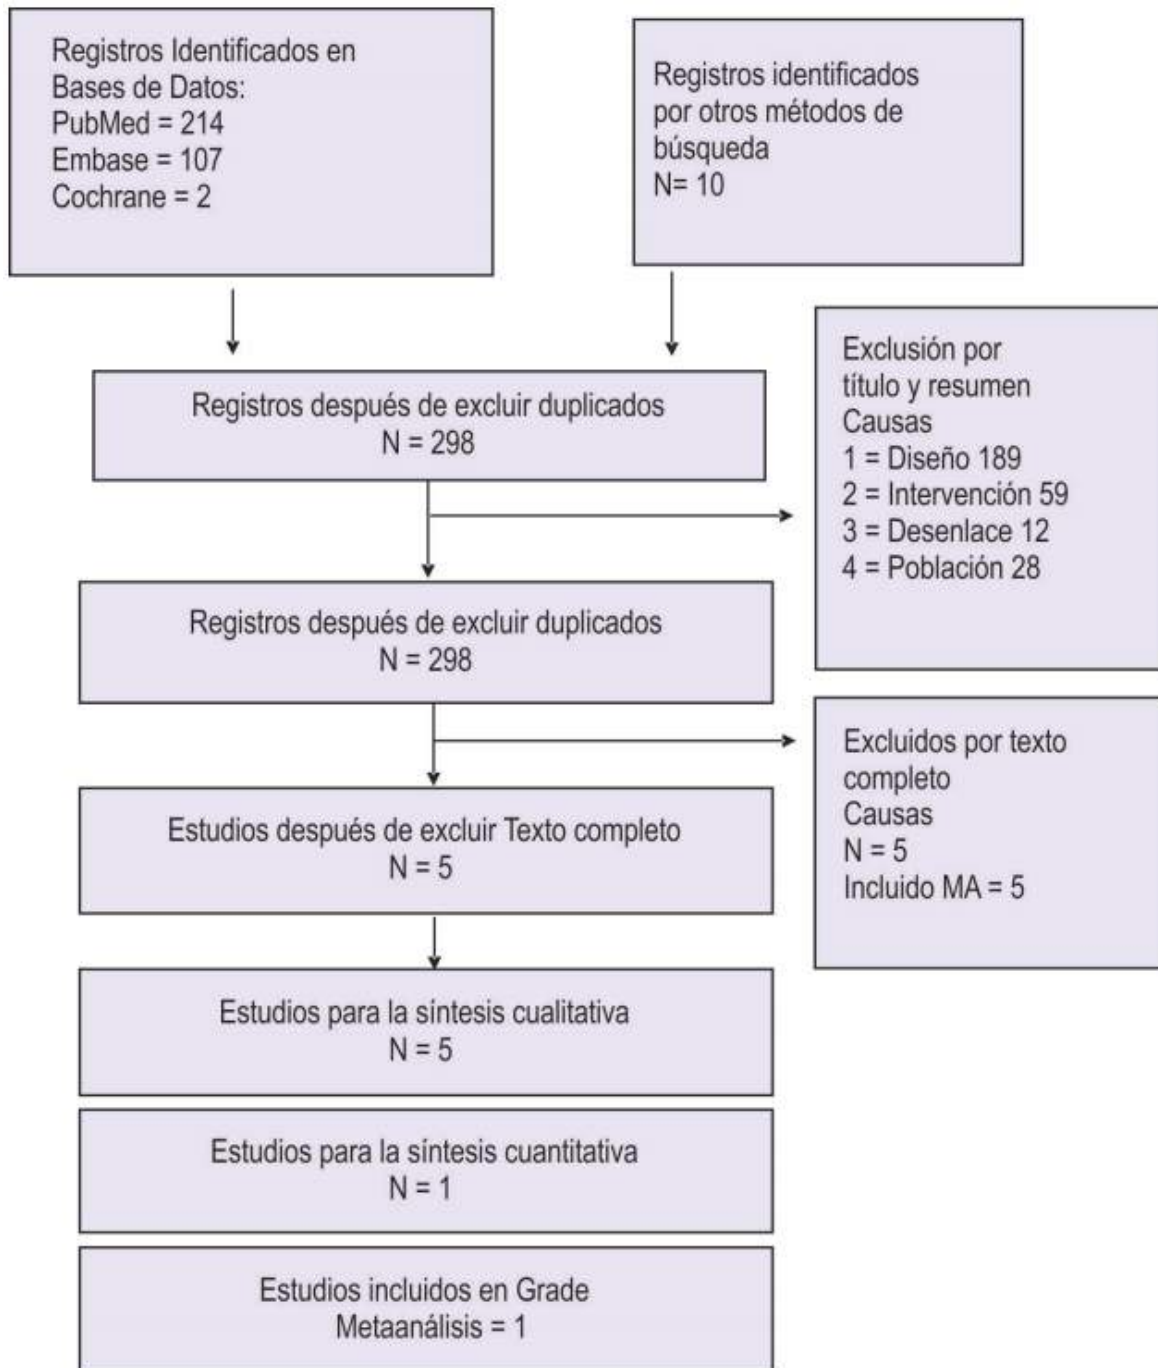 Registros Identificados en
Bases de Datos:
PubMed = 214
Embase = 107
Cochrane = 2
Registros identificados
por otros métodos de
búsqueda
N= 10
Registros después de excluir duplicados
N = 298
Exclusión por
título y resumen
Causas
1 = Diseño 189
2 = Intervención 59
3 = Desenlace 12
4 = Población 28
Registros después de excluir duplicados
N = 298
Excluidos por texto
completo
Causas
N = 5
Incluido MA = 5
Estudios después de excluir Texto completo
N = 5
Estudios para la síntesis cualitativa
N = 5
Estudios para la síntesis cuantitativa
N = 1
Estudios incluidos en Grade
Metaanálisis = 1